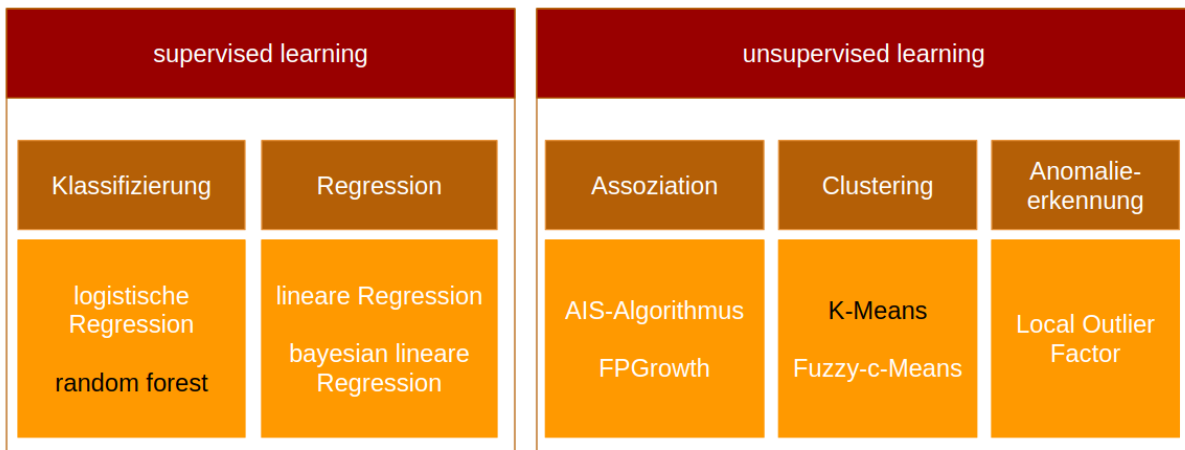 supervised learning
unsupervised learning
Klassifizierung
Regression
Assoziation
Clustering
Anomalie-
erkennung
logistische
Regression
random forest
lineare Regression
bayesian lineare
Regression
AIS-Algorithmus
FPGrowth
K-Means
Fuzzy-c-Means
Local Outlier
Factor